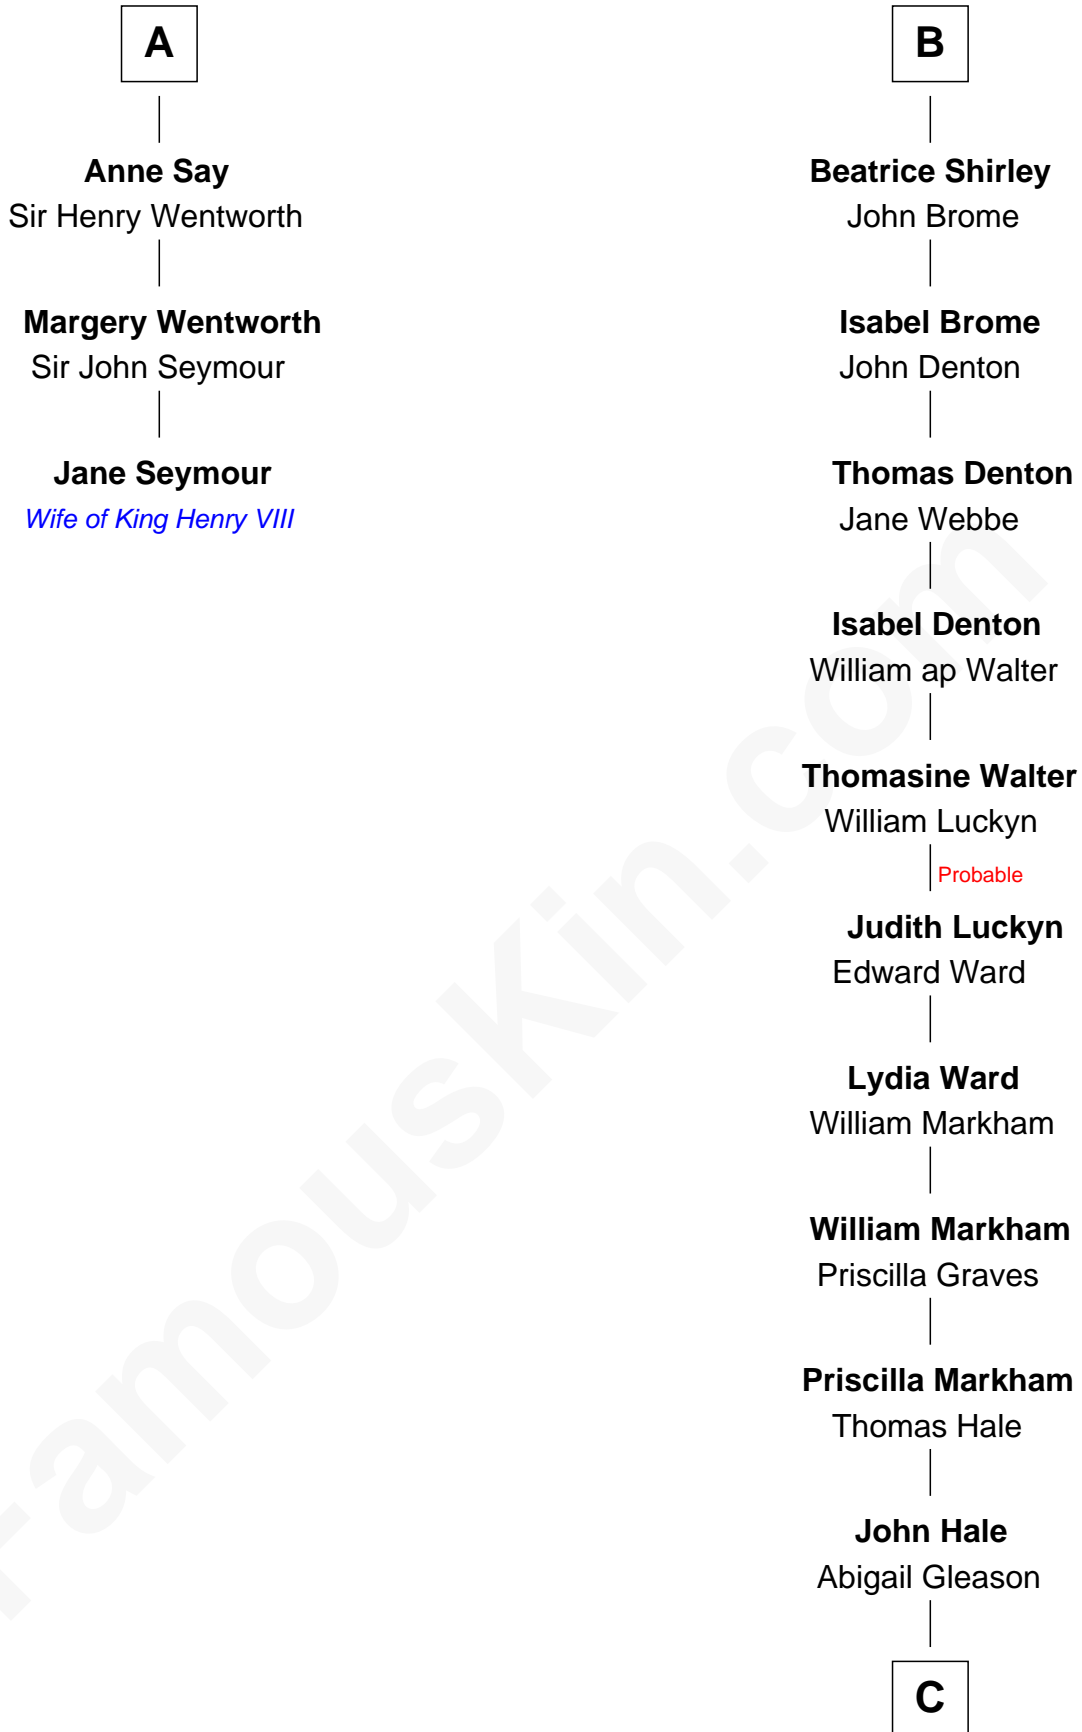 A
Anne Say
Sir Henry Wentworth
Margery Wentworth
Sir John Seymour
Jane Seymour
Wife of King Henry VIII
B
Beatrice Shirley
John Brome
Isabel Brome
John Denton
Thomas Denton
Jane Webbe
Isabel Denton
William ap Walter
Thomasine Walter
William Luckyn
Probable
Judith Luckyn
Edward Ward
Lydia Ward
William Markham
William Markham
Priscilla Graves
Priscilla Markham
Thomas Hale
John Hale
Abigail Gleason
C
FamousKin.com